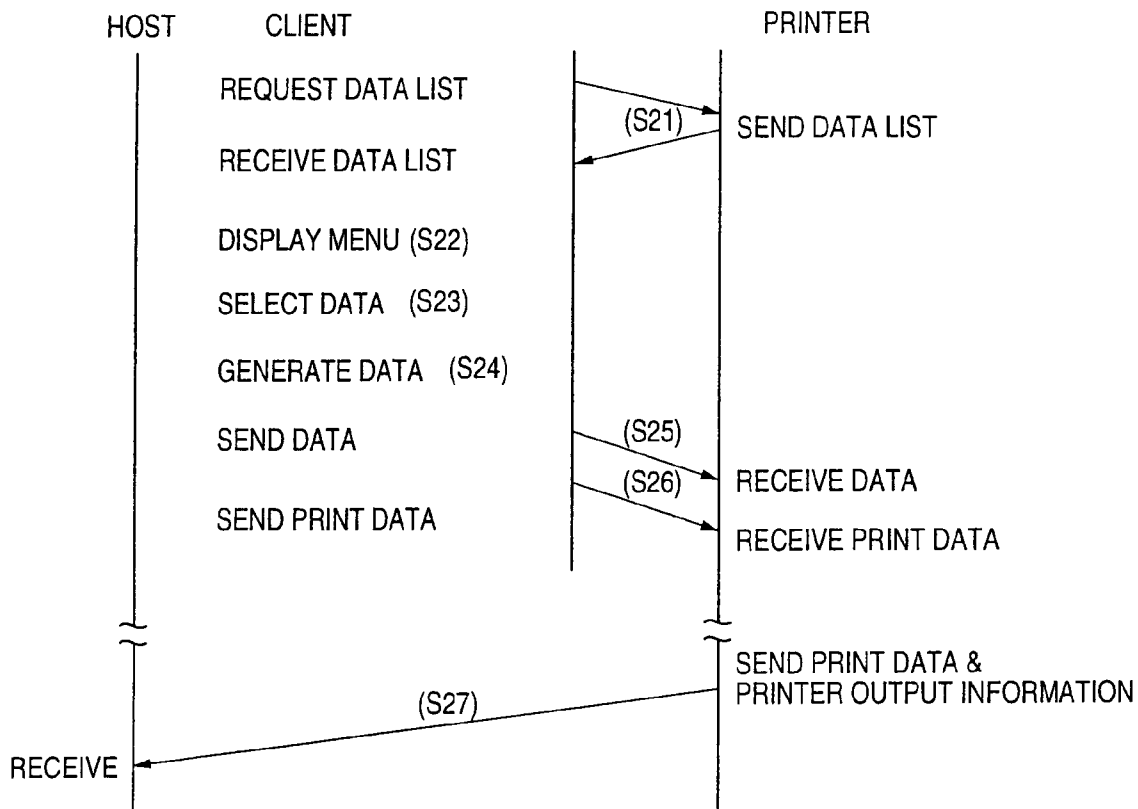 HOST CLIENT PRINTER
REQUEST DATA LIST
(S21) SEND DATA LIST
RECEIVE DATA LIST
DISPLAY MENU (S22)
SELECT DATA (S23)
GENERATE DATA (S24)
SEND DATA (S25)
(S26) RECEIVE DATA
SEND PRINT DATA
RECEIVE PRINT DATA
SEND PRINT DATA &
PRINTER OUTPUT INFORMATION
(S27)
RECEIVE